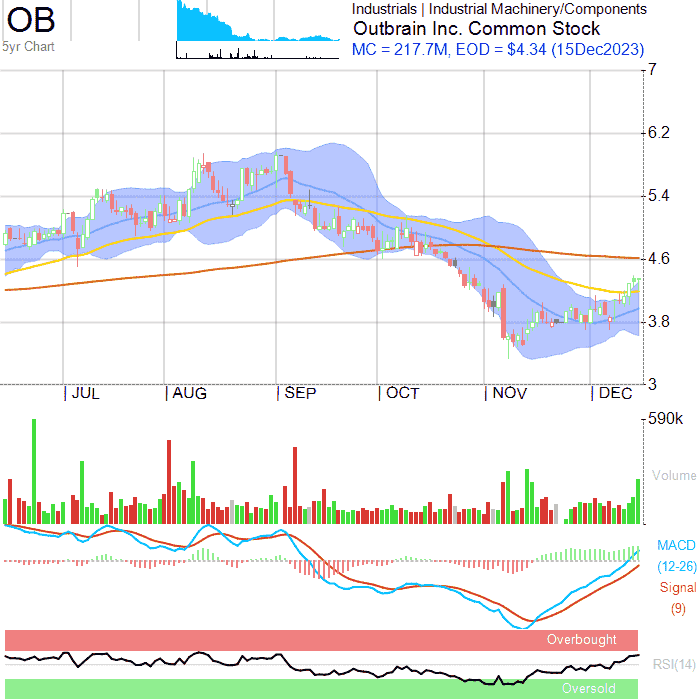 OB
5yr Chart
Industrials | Industrial Machinery/Components
Outbrain Inc. Common Stock
MC = 217.7M, EOD = $4.34 (15Dec2023)
7
6.2
5.4
4.6
3.8
3
| JUL | AUG | SEP | OCT | NOV | DEC
590k
Volume
MACD
(12-26)
Signal
(9)
Overbought
RSI(14)
Oversold